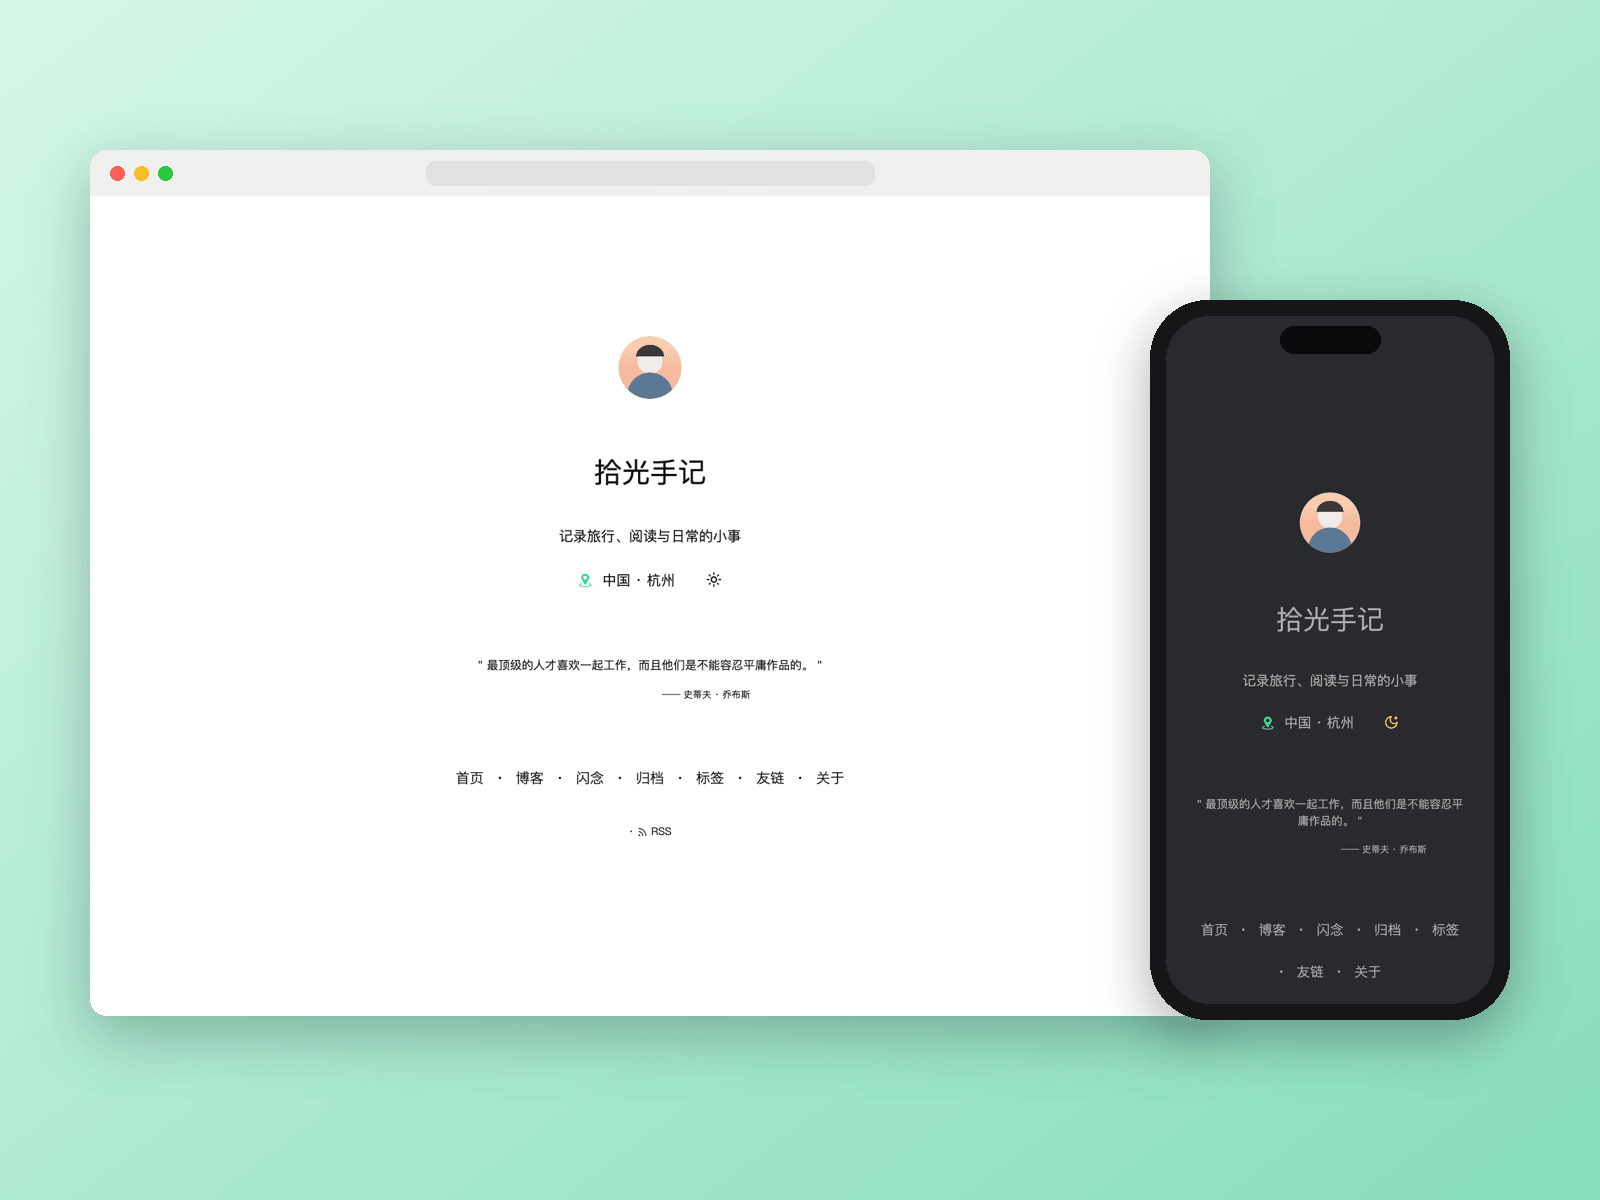 拾光手记
记录旅行、阅读与日常的小事
中国 · 杭州
" 最顶级的人才喜欢一起工作，而且他们是不能容忍平庸作品的。 "
—— 史蒂夫 · 乔布斯
首页 · 博客 · 闪念 · 归档 · 标签 · 友链 · 关于
· RSS
拾光手记
记录旅行、阅读与日常的小事
中国 · 杭州
" 最顶级的人才喜欢一起工作，而且他们是不能容忍平
庸作品的。 "
—— 史蒂夫 · 乔布斯
首页 · 博客 · 闪念 · 归档 · 标签
· 友链 · 关于